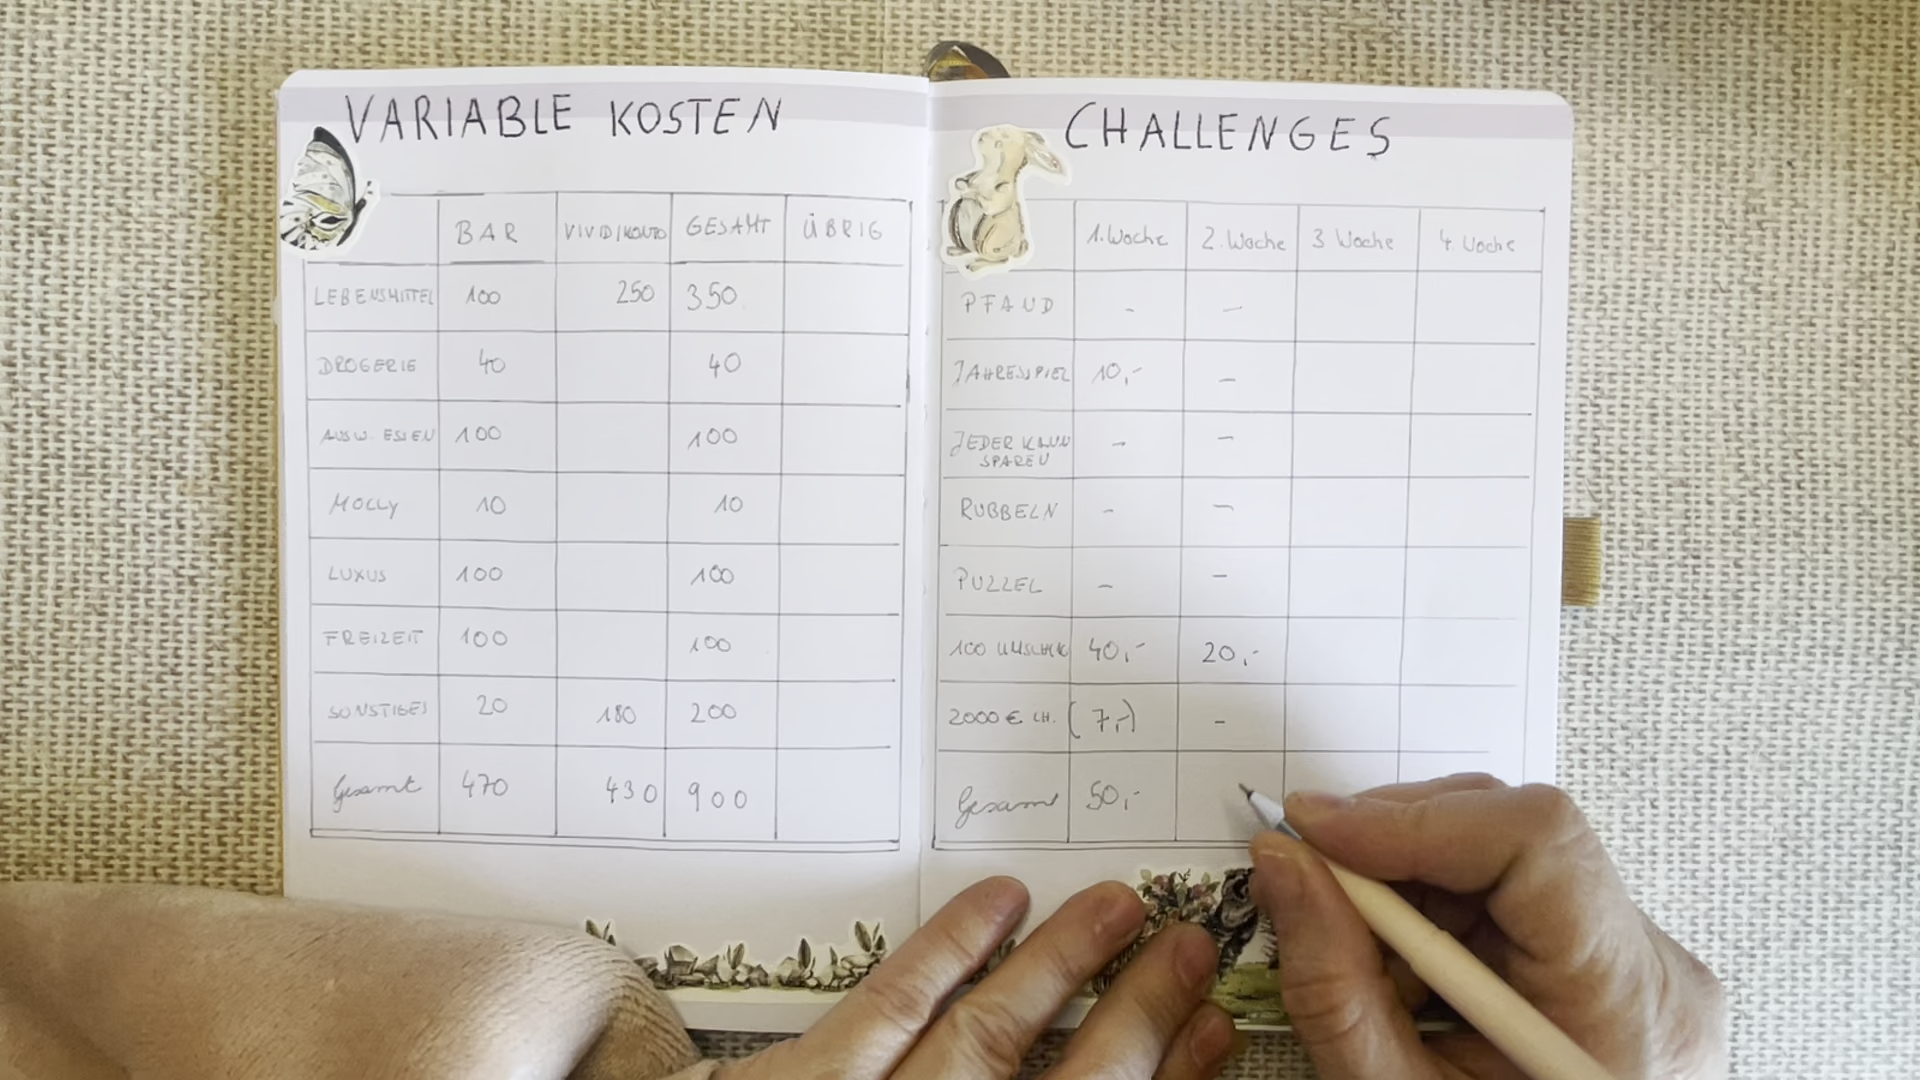 VARIABLE KOSTEN
BAR VIVID/KONTO GESAMT ÜBRIG
LEBENSMITTEL 100 250 350
DROGERIE 40 40
AUSW. ESSEN 100 100
MOLLY 10 10
LUXUS 100 100
FREIZEIT 100 100
SONSTIGES 20 180 200
Gesamt 470 430 900
CHALLENGES
1. Woche 2. Woche 3 Woche 4 Woche
PFAND - -
JAHRESSPIEL 10,- -
JEDER KANN - -
SPAREN
RUBBELN - -
PUZZEL - -
100 UMSCHL 40,- 20,-
2000 € CH. (7,-) -
Gesamt 50,-